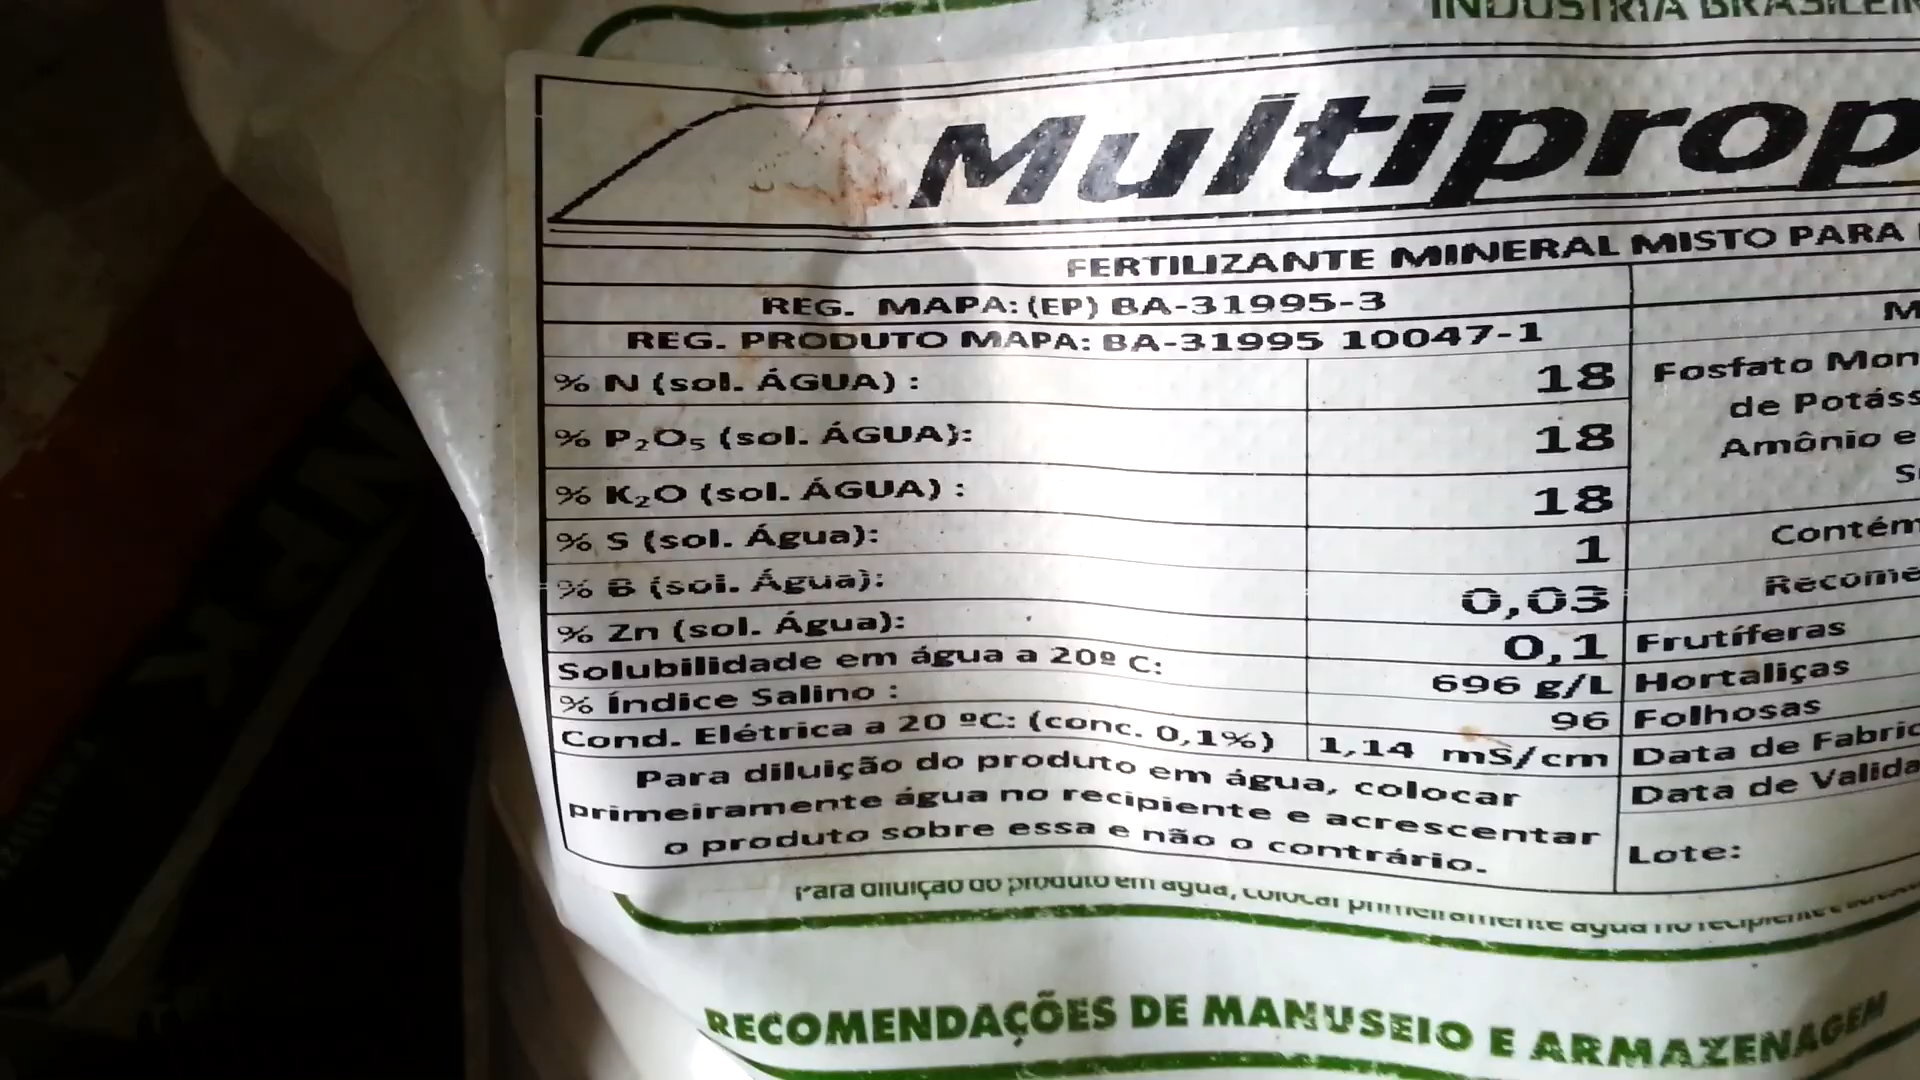 INDÚSTRIA
Multiprop
FERTILIZANTE MINERAL MISTO PARA
REG. MAPA: (EP) BA-31995-3
REG. PRODUTO MAPA: BA-31995 10047-1
% N (sol. ÁGUA) : 18
% P₂O₅ (sol. ÁGUA): 18
% K₂O (sol. ÁGUA) : 18
% S (sol. Água): 1
% B (sol. Água): 0,03
% Zn (sol. Água): 0,1
Solubilidade em água a 20º C: 696 g/L
% Índice Salino : 96
Cond. Elétrica a 20 ºC: (conc. 0,1%) 1,14 mS/cm
Para diluição do produto em água, colocar
primeiramente água no recipiente e acrescentar
o produto sobre essa e não o contrário.
Fosfato Mon
de Potáss
Amônio e
Contém
Recome
Frutíferas
Hortaliças
Folhosas
Data de Fabric
Data de Valida
Lote:
Para diluição do produto em água, colocar primeiramente água no recipiente
RECOMENDAÇÕES DE MANUSEIO E ARMAZENAGEM